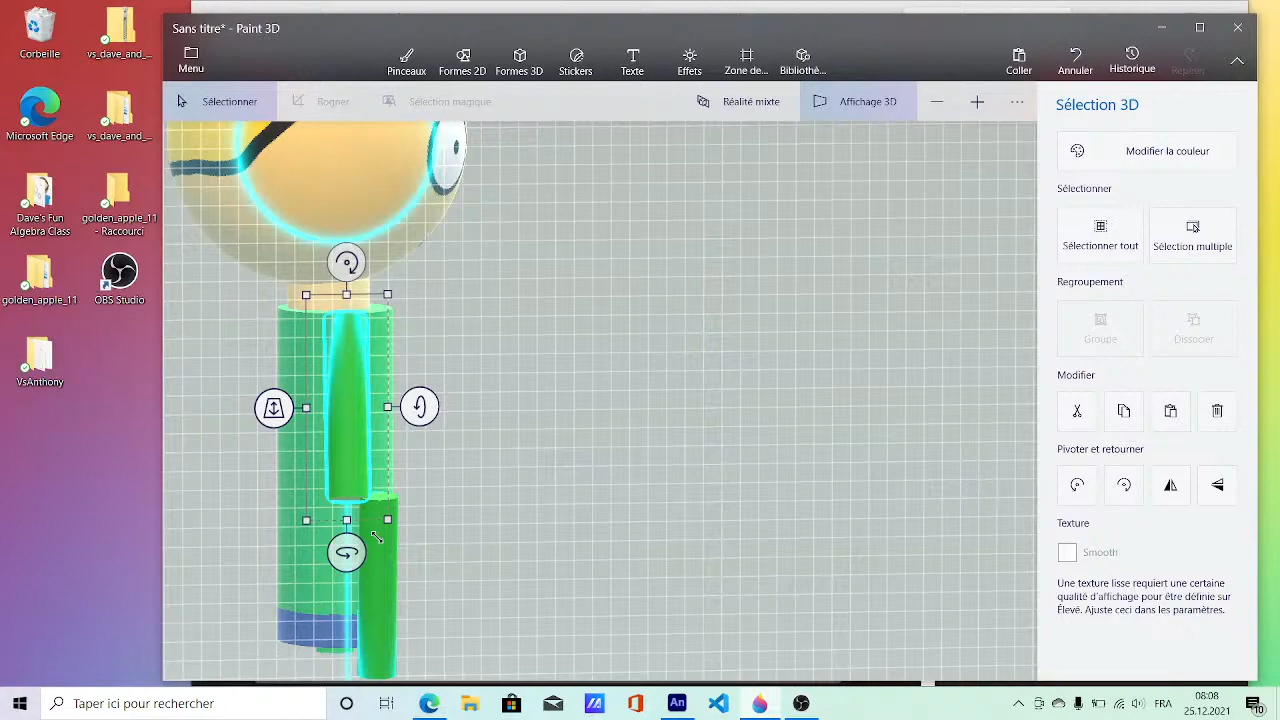 Sans titre* - Paint 3D
Menu
Pinceaux
Formes 2D
Formes 3D
Stickers
Texte
Effets
Zone de...
Bibliothè...
Coller
Annuler
Historique
Répéter
Sélectionner
Rogner
Sélection magique
Réalité mixte
Affichage 3D
Sélection 3D
Modifier la couleur
Sélectionner
Sélectionner tout
Sélection multiple
Regroupement
Groupe
Dissocier
Modifier
Pivoter et retourner
Texture
Smooth
Une texture lisse requiert une certaine
qualité d'affichage pour être définie sur
Élevé. Ajuste ceci dans les paramètres.
Corbeille
vs_dave_and_...
Microsoft Edge
vs_dave_and_...
Dave's Fun
Algebra Class
golden_apple_11
- Raccourci
golden_apple_11
OBS Studio
VsAnthony
Taper ici pour rechercher
An
FRA
08:08
25.12.2021
10